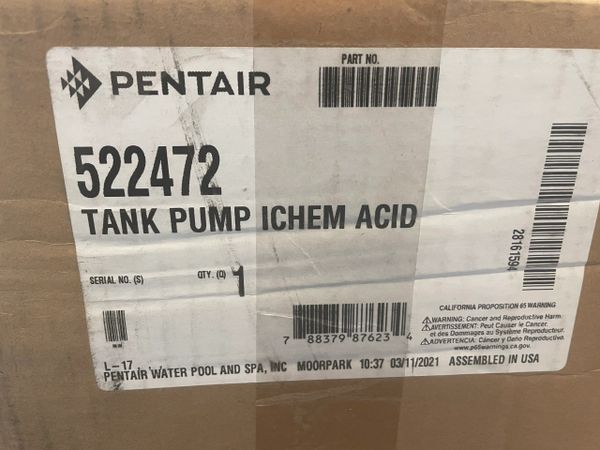 PENTAIR
PART NO.
522472
TANK PUMP ICHEM ACID
28161594
SERIAL NO. (S)
QTY. (Q) 1
CALIFORNIA PROPOSITION 65 WARNING
WARNING: Cancer and Reproductive Harm
AVERTISSEMENT: Peut Causer le Cancer
et des Dommages au Système Reproducteur.
ADVERTENCIA: Cáncer y Daño Reproductivo.
www.p65warnings.ca.gov.
7 88379 87623 4
L-17
PENTAIR WATER POOL AND SPA, INC MOORPARK 10:37 03/11/2021 ASSEMBLED IN USA